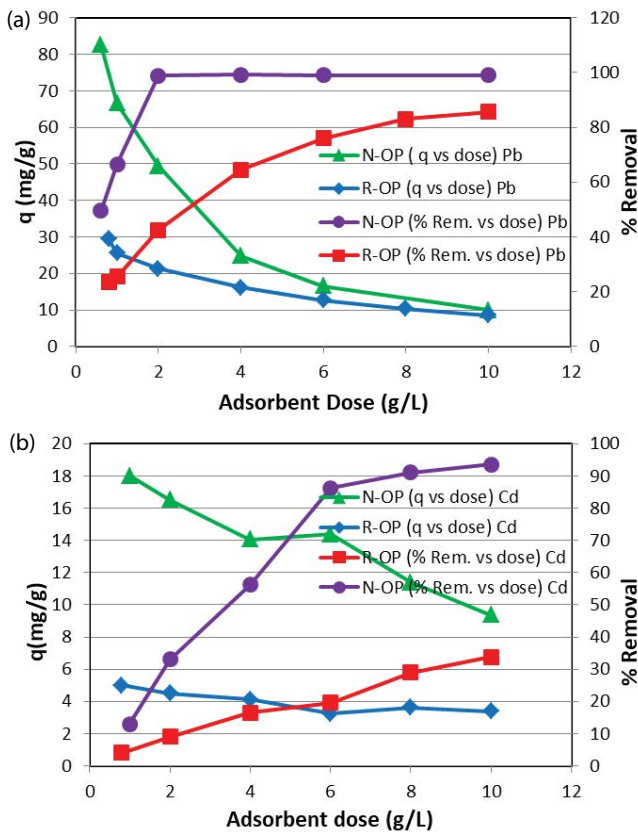 (a)
90
80
70
60
50
40
30
20
10
0
q (mg/g)
120
100
80
60
40
20
0
% Removal
N-OP ( q vs dose) Pb
R-OP (q vs dose) Pb
N-OP (% Rem. vs dose) Pb
R-OP (% Rem. vs dose) Pb
0 2 4 6 8 10 12
Adsorbent Dose (g/L)
(b)
20
18
16
14
12
10
8
6
4
2
0
q(mg/g)
100
90
80
70
60
50
40
30
20
10
0
% Removal
N-OP (q vs dose) Cd
R-OP (q vs dose) Cd
R-OP (% Rem. vs dose) Cd
N-OP (% Rem. vs dose) Cd
0 2 4 6 8 10 12
Adsorbent dose (g/L)